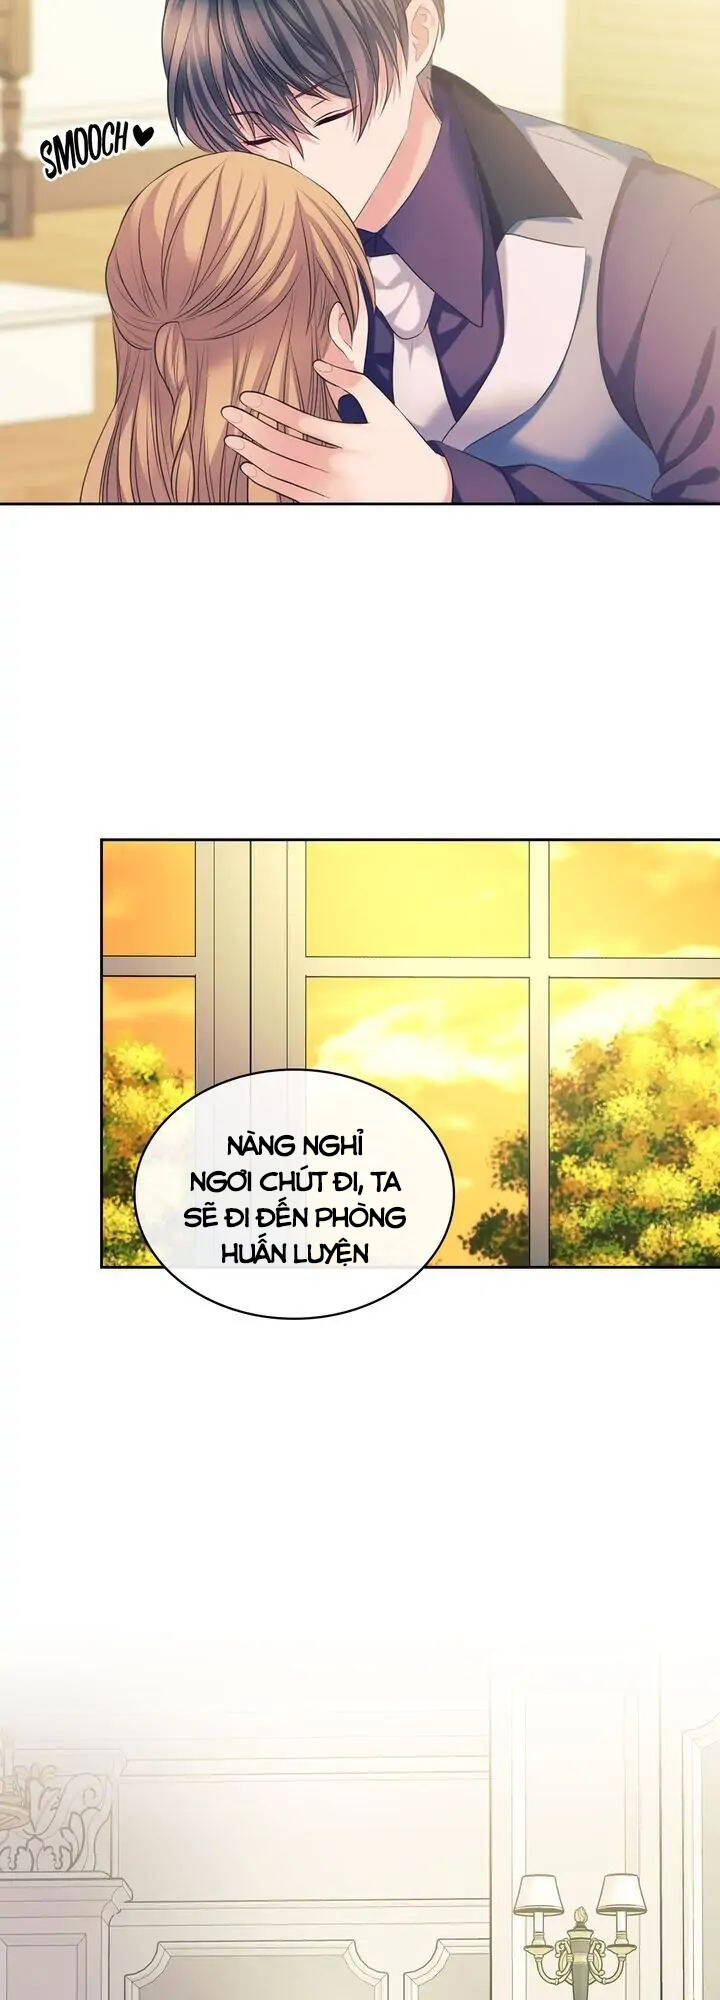 SMOOCH ♥
NÀNG NGHỈ
NGƠI CHÚT ĐI, TA
SẼ ĐI ĐẾN PHÒNG
HUẤN LUYỆN